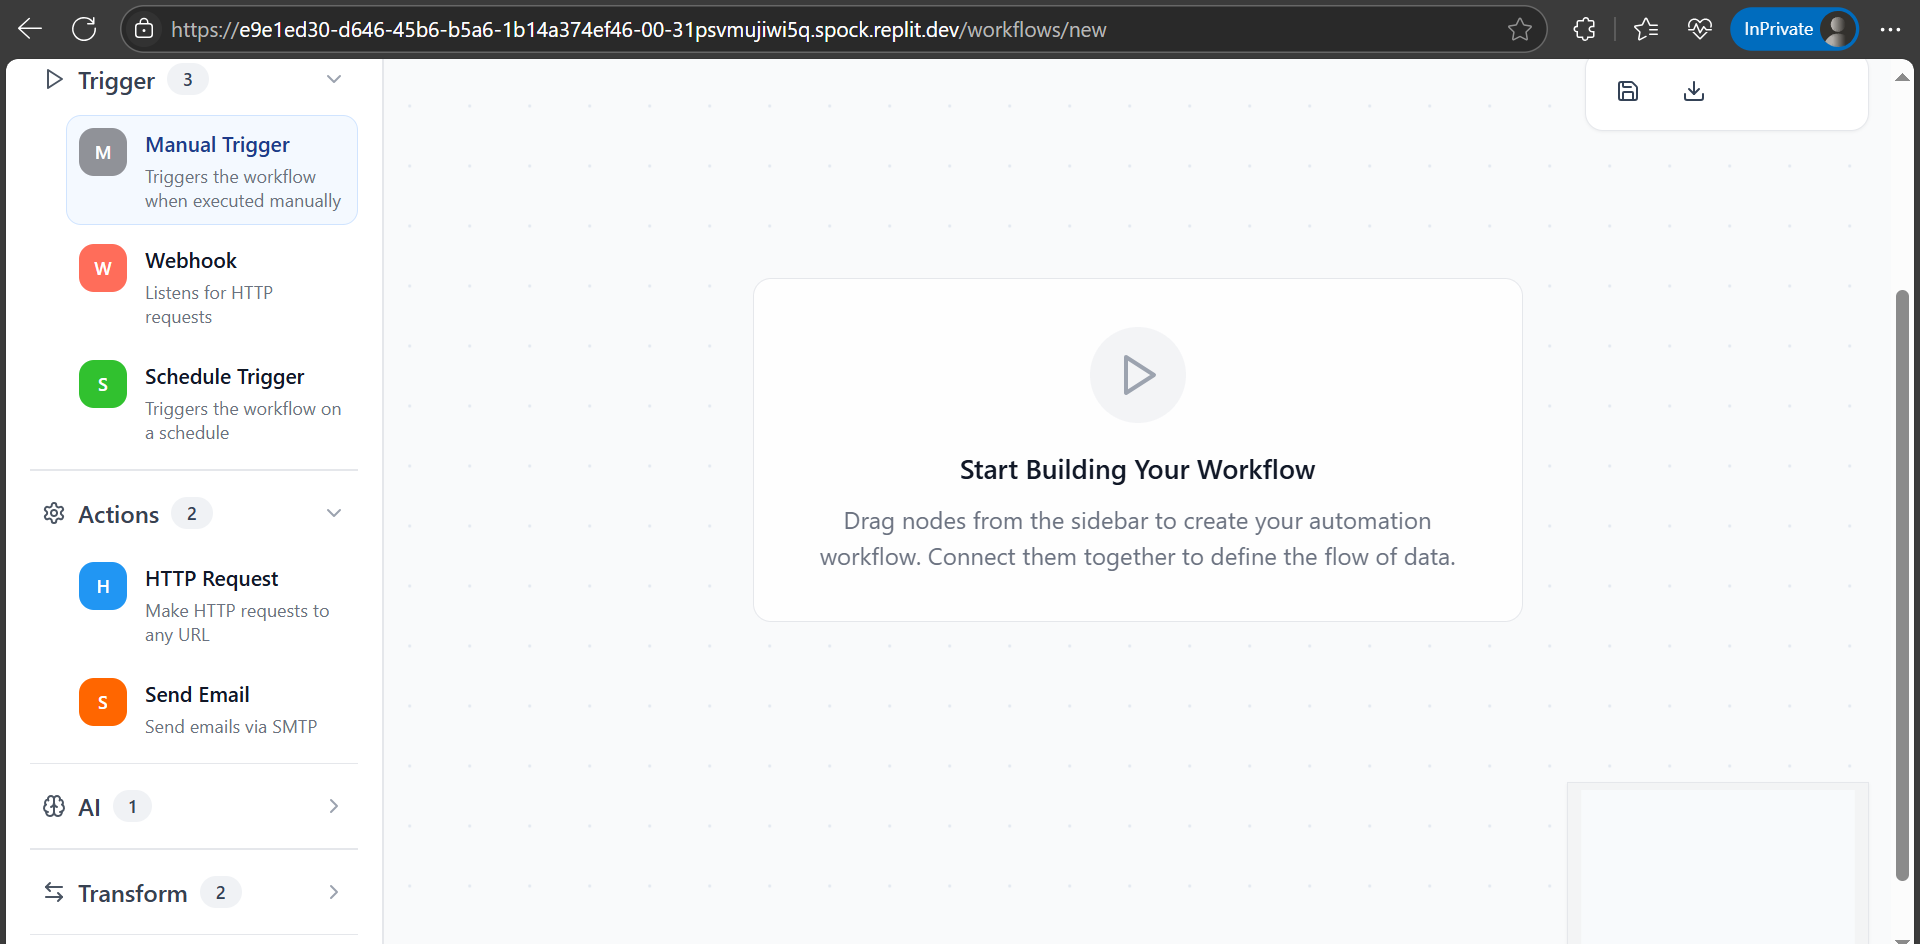 https://e9e1ed30-d646-45b6-b5a6-1b14a374ef46-00-31psvmujiwi5q.spock.replit.dev/workflows/new
InPrivate
Trigger 3
M
Manual Trigger
Triggers the workflow
when executed manually
W
Webhook
Listens for HTTP
requests
S
Schedule Trigger
Triggers the workflow on
a schedule
Actions 2
H
HTTP Request
Make HTTP requests to
any URL
S
Send Email
Send emails via SMTP
AI 1
Transform 2
Start Building Your Workflow
Drag nodes from the sidebar to create your automation
workflow. Connect them together to define the flow of data.